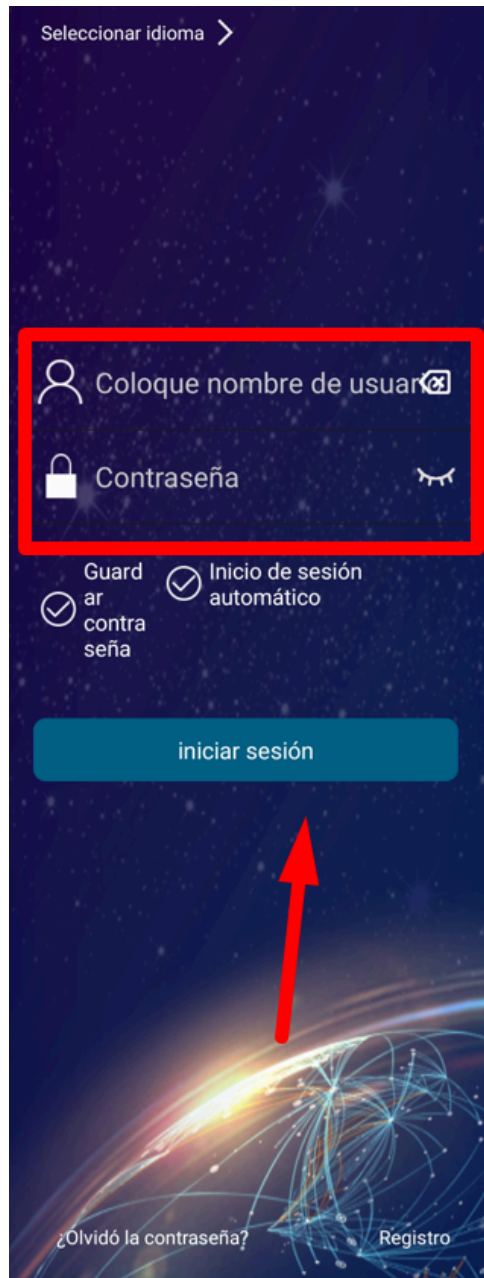 Seleccionar idioma
Coloque nombre de usuar
Contraseña
Guard
ar
contra
seña
Inicio de sesión
automático
iniciar sesión
¿Olvidó la contraseña?
Registro